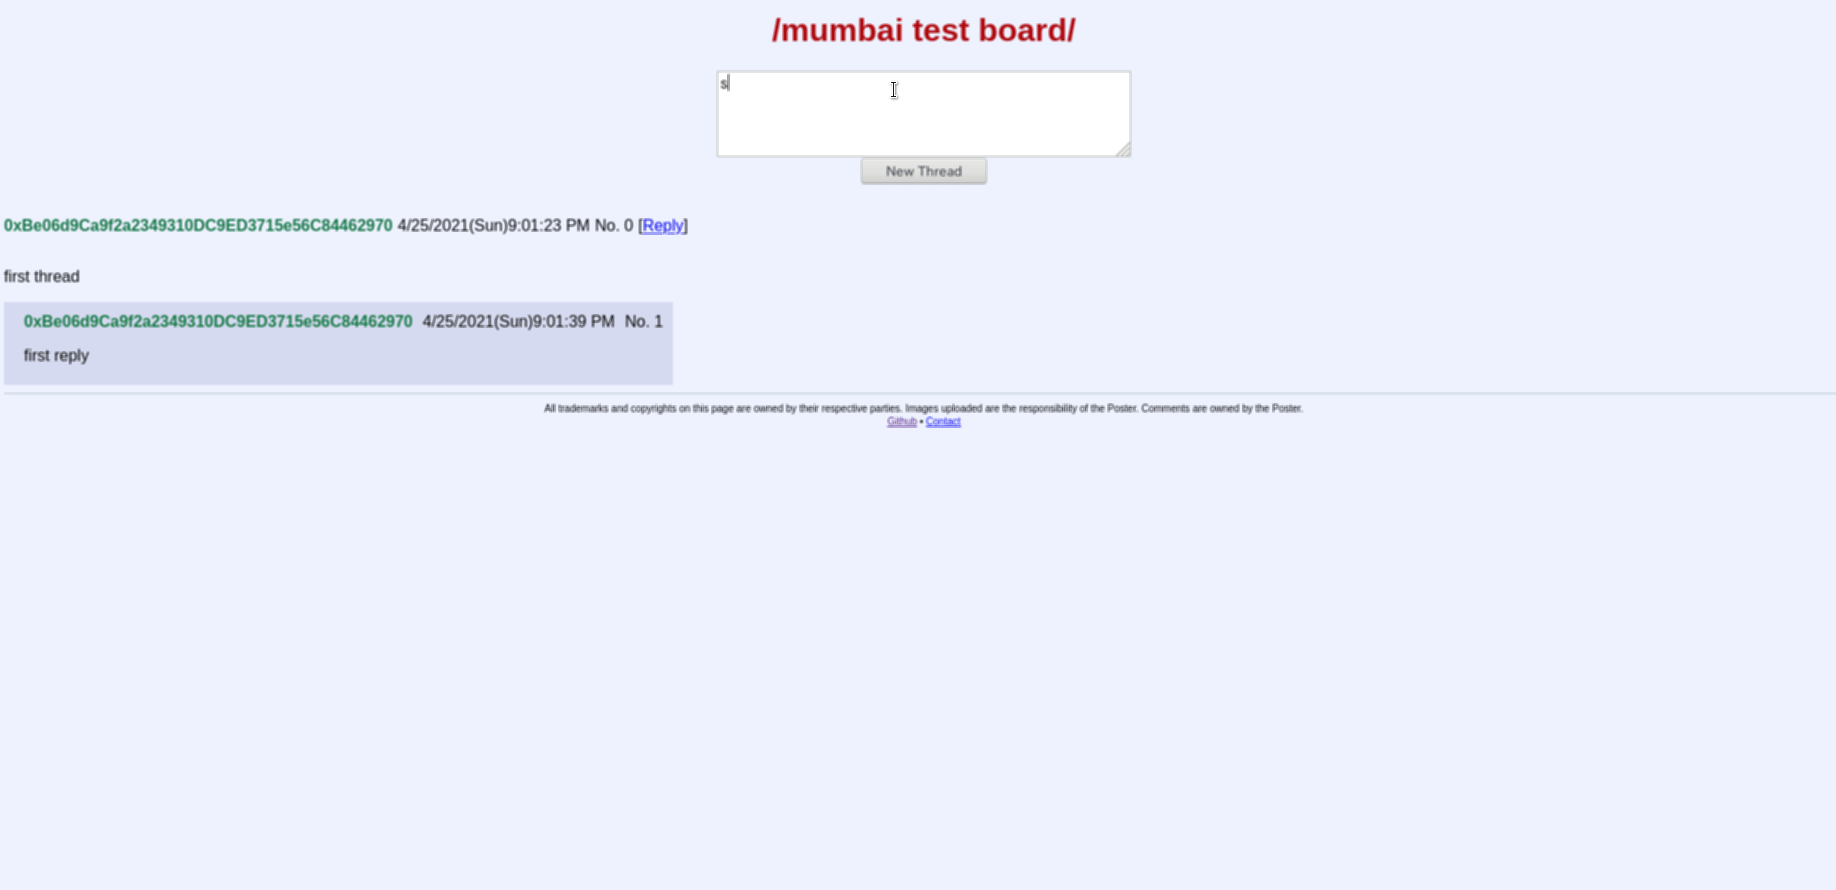 /mumbai test board/
s
New Thread
0xBe06d9Ca9f2a2349310DC9ED3715e56C84462970 4/25/2021(Sun)9:01:23 PM No. 0 [Reply]
first thread
0xBe06d9Ca9f2a2349310DC9ED3715e56C84462970 4/25/2021(Sun)9:01:39 PM No. 1
first reply
All trademarks and copyrights on this page are owned by their respective parties. Images uploaded are the responsibility of the Poster. Comments are owned by the Poster.
Github • Contact